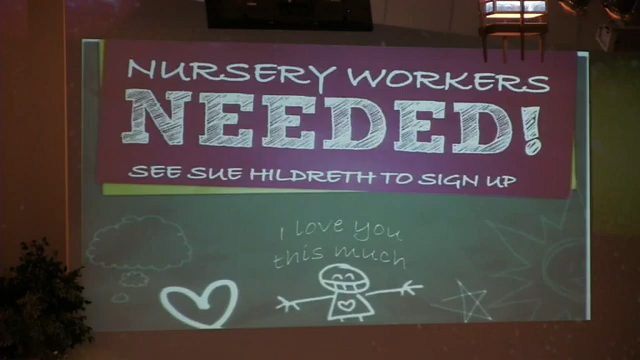 NURSERY WORKERS
NEEDED!
SEE SUE HILDRETH TO SIGN UP
I love you
this much